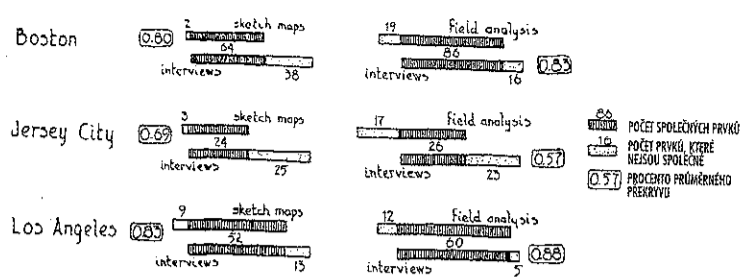 Boston
0.80
2
sketch maps
64
interviews
38
19
field analysis
86
interviews
16
0.83
Jersey City
0.69
3
sketch maps
24
interviews
25
17
field analysis
26
interviews
23
0.57
86
POČET SPOLEČNÝCH PRVKŮ
16
POČET PRVKŮ, KTERÉ
NEJSOU SPOLEČNÉ
0.57
PROCENTO PRŮMĚRNÉHO
PŘEKRYVU
Los Angeles
0.83
9
sketch maps
52
interviews
13
12
field analysis
60
interviews
5
0.88